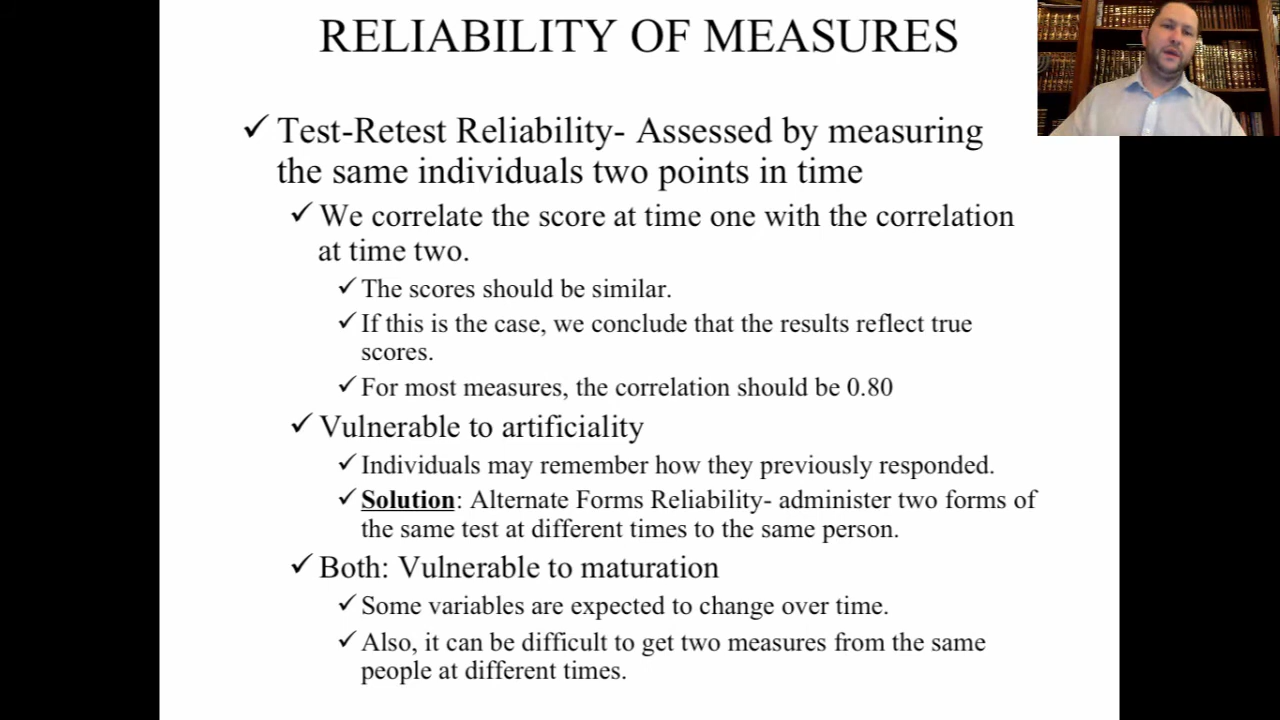 RELIABILITY OF MEASURES
✓ Test-Retest Reliability- Assessed by measuring
the same individuals two points in time
✓ We correlate the score at time one with the correlation
at time two.
✓ The scores should be similar.
✓ If this is the case, we conclude that the results reflect true
scores.
✓ For most measures, the correlation should be 0.80
✓ Vulnerable to artificiality
✓ Individuals may remember how they previously responded.
✓ Solution: Alternate Forms Reliability- administer two forms of
the same test at different times to the same person.
✓ Both: Vulnerable to maturation
✓ Some variables are expected to change over time.
✓ Also, it can be difficult to get two measures from the same
people at different times.